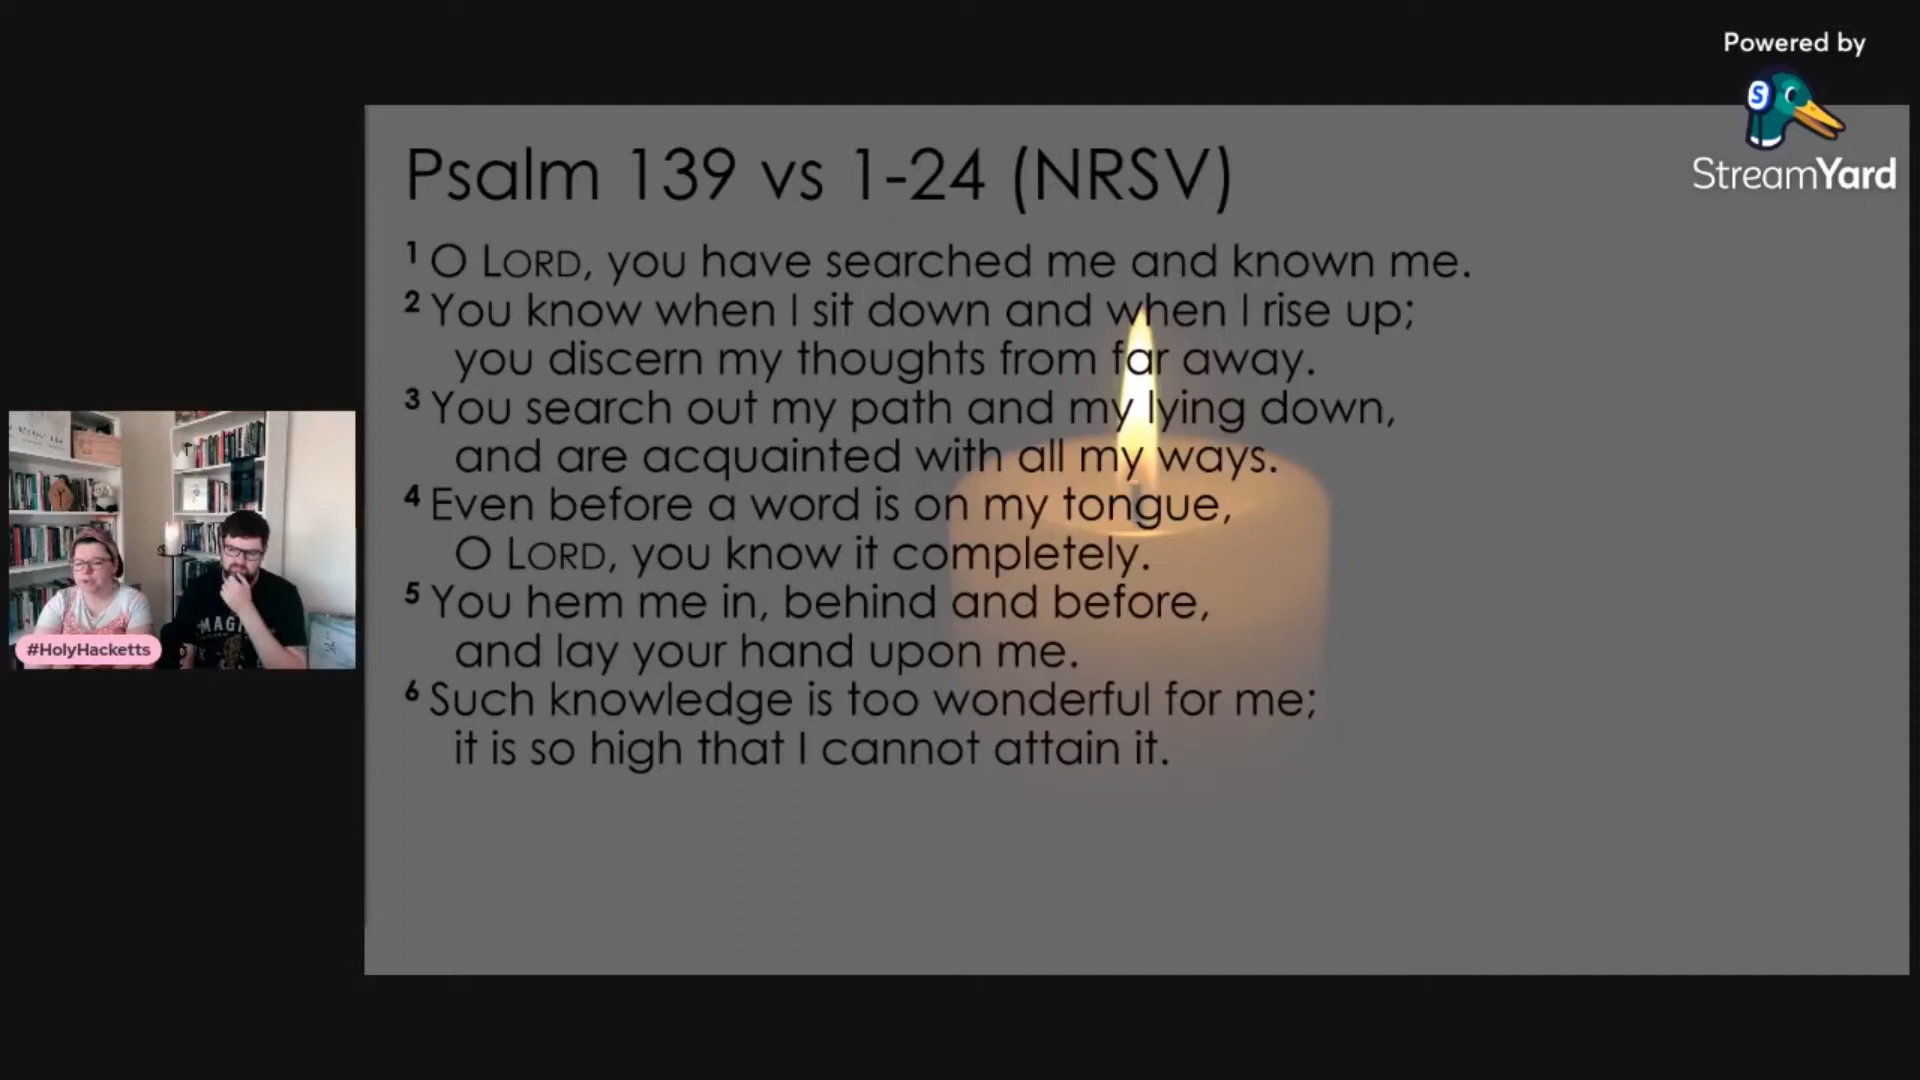 Powered by
StreamYard
Psalm 139 vs 1-24 (NRSV)
1 O LORD, you have searched me and known me.
2 You know when I sit down and when I rise up;
you discern my thoughts from far away.
3 You search out my path and my lying down,
and are acquainted with all my ways.
4 Even before a word is on my tongue,
O LORD, you know it completely.
5 You hem me in, behind and before,
and lay your hand upon me.
6 Such knowledge is too wonderful for me;
it is so high that I cannot attain it.
#HolyHacketts